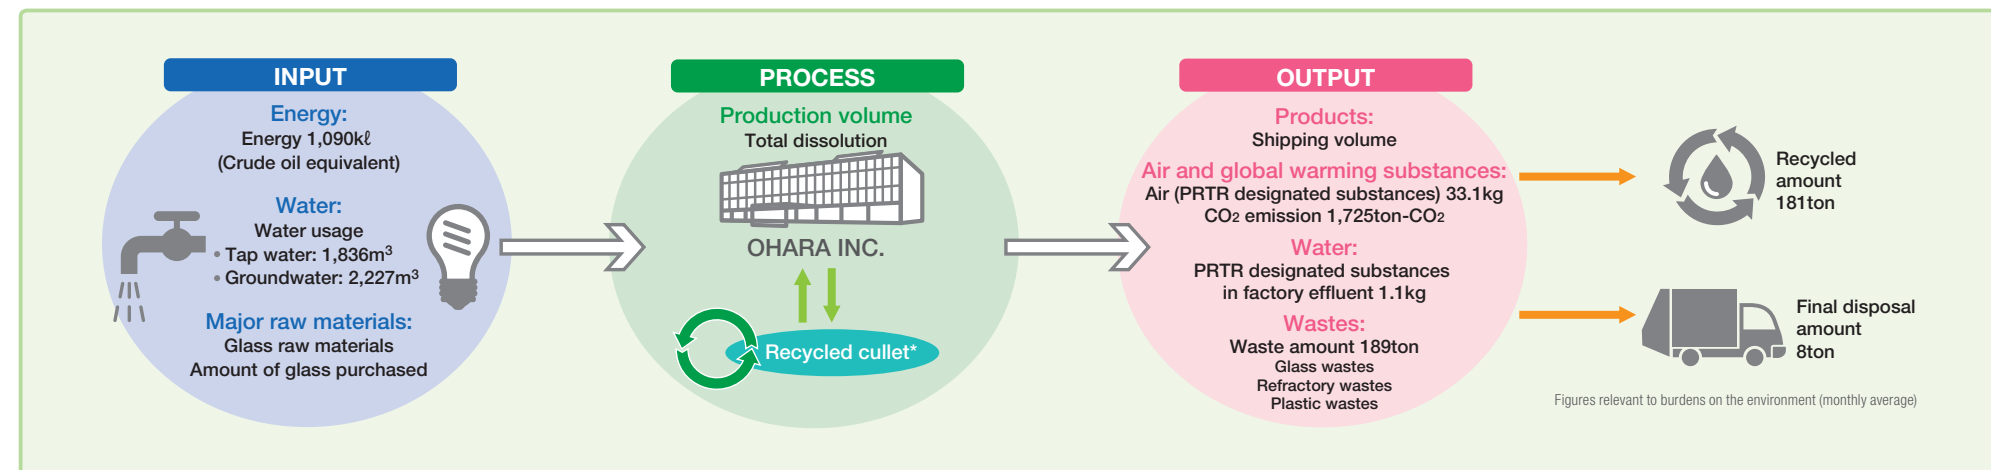 INPUT
Energy:
Energy 1,090kℓ
(Crude oil equivalent)
Water:
Water usage
• Tap water: 1,836m³
• Groundwater: 2,227m³
Major raw materials:
Glass raw materials
Amount of glass purchased
PROCESS
Production volume
Total dissolution
OHARA INC.
Recycled cullet*
OUTPUT
Products:
Shipping volume
Air and global warming substances:
Air (PRTR designated substances) 33.1kg
CO₂ emission 1,725ton-CO₂
Water:
PRTR designated substances
in factory effluent 1.1kg
Wastes:
Waste amount 189ton
Glass wastes
Refractory wastes
Plastic wastes
Recycled
amount
181ton
Final disposal
amount
8ton
Figures relevant to burdens on the environment (monthly average)